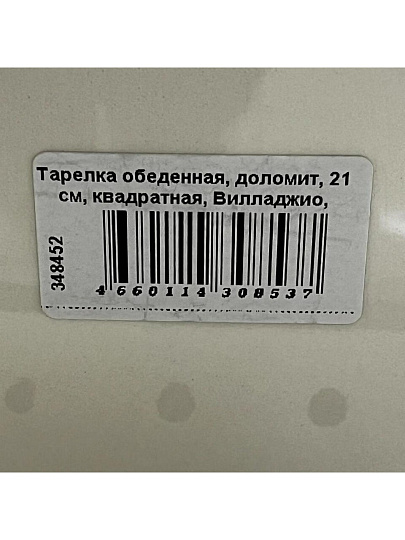 Тарелка обеденная, доломит, 21
см, квадратная, Вилладжио,
348452
4 660114 308537